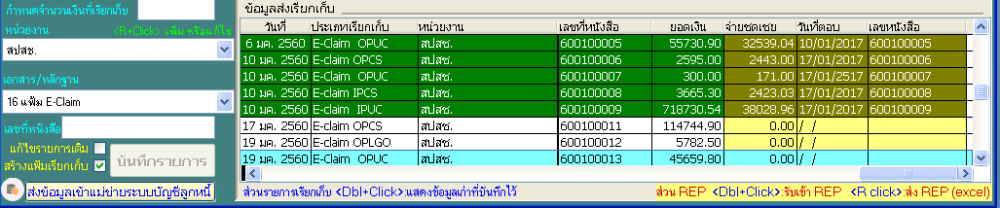 กำหนดจำนวนเงินที่เรียกเก็บ
หน่วยงาน <R+Click>:เพิ่ม หรือแก้ไข
สปสช.
เอกสาร/หลักฐาน
16 แฟ้ม E-Claim
เลขที่หนังสือ
แก้ไขรายการเดิม
สร้างแฟ้มเรียกเก็บ
บันทึกรายการ
ส่งข้อมูลเข้าแม่ข่ายระบบบัญชีลูกหนี้
ข้อมูลส่งเรียกเก็บ
วันที่ ประเภทเรียกเก็บ หน่วยงาน เลขที่หนังสือ ยอดเงิน จ่ายชดเชย วันที่ตอบ เลขหนังสือ
6 มค. 2560 E-Claim OPUC สปสช. 600100005 55730.90 32539.04 10/01/2017 600100005
10 มค. 2560 E-claim OPCS สปสช. 600100006 2595.00 2443.00 17/01/2017 600100006
10 มค. 2560 E-Claim OPUC สปสช. 600100007 300.00 171.00 17/01/2517 600100007
10 มค. 2560 E-Claim IPCS สปสช. 600100008 3665.30 2423.03 17/01/2017 600100008
10 มค. 2560 E-claim IPUC สปสช. 600100009 718730.54 38028.96 17/01/2017 600100009
17 มค. 2560 E-claim OPCS สปสช. 600100011 114744.90 0.00 / /
19 มค. 2560 E-claim OPLGO สปสช. 600100012 5782.50 0.00 / /
19 มค. 2560 E-Claim OPUC สปสช. 600100013 45659.80 0.00 / /
ส่วนรายการเรียกเก็บ <Dbl+Click>:แสดงข้อมูลเก่าที่บันทึกไว้ ส่วน REP <Dbl+Click>:รับเข้า REP <R click>:ส่ง REP (excel)